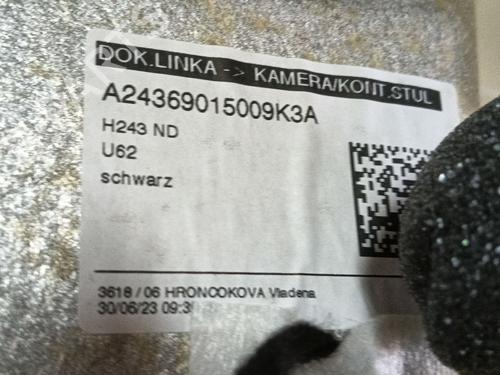 DOK.LINKA -> KAMERA/KONT.STUL
A24369015009K3A
H243 ND
U62
schwarz
3618 / 06 HRONCOKOVA Vladena
30/06/23 09:3